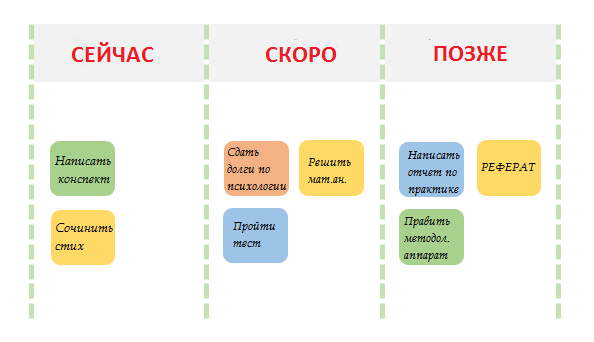 СЕЙЧАС
СКОРО
ПОЗЖЕ
Написать
конспект
Сочинить
стих
Сдать
долги по
психологии
Решить
мат.ан.
Пройти
тест
Написать
отчет по
практике
РЕФЕРАТ
Править
методол.
аппарат